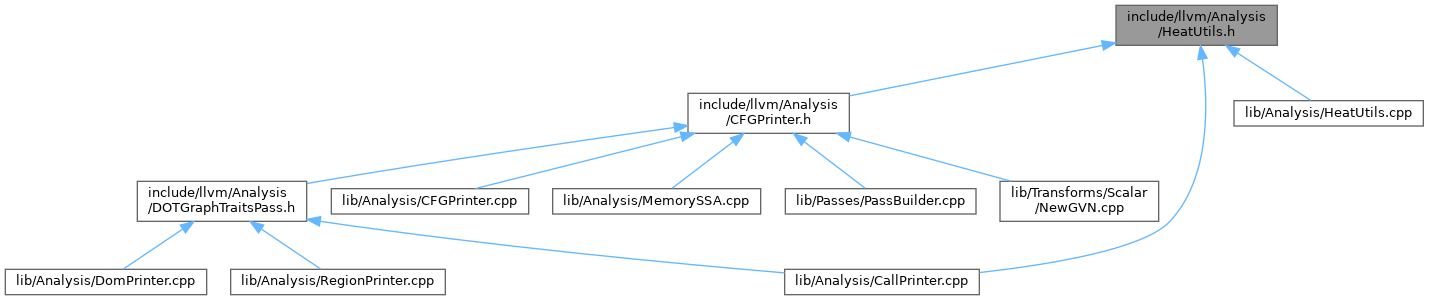 include/llvm/Analysis
/HeatUtils.h
include/llvm/Analysis
/CFGPrinter.h
lib/Analysis/HeatUtils.cpp
include/llvm/Analysis
/DOTGraphTraitsPass.h
lib/Analysis/CFGPrinter.cpp
lib/Analysis/MemorySSA.cpp
lib/Passes/PassBuilder.cpp
lib/Transforms/Scalar
/NewGVN.cpp
lib/Analysis/DomPrinter.cpp
lib/Analysis/RegionPrinter.cpp
lib/Analysis/CallPrinter.cpp